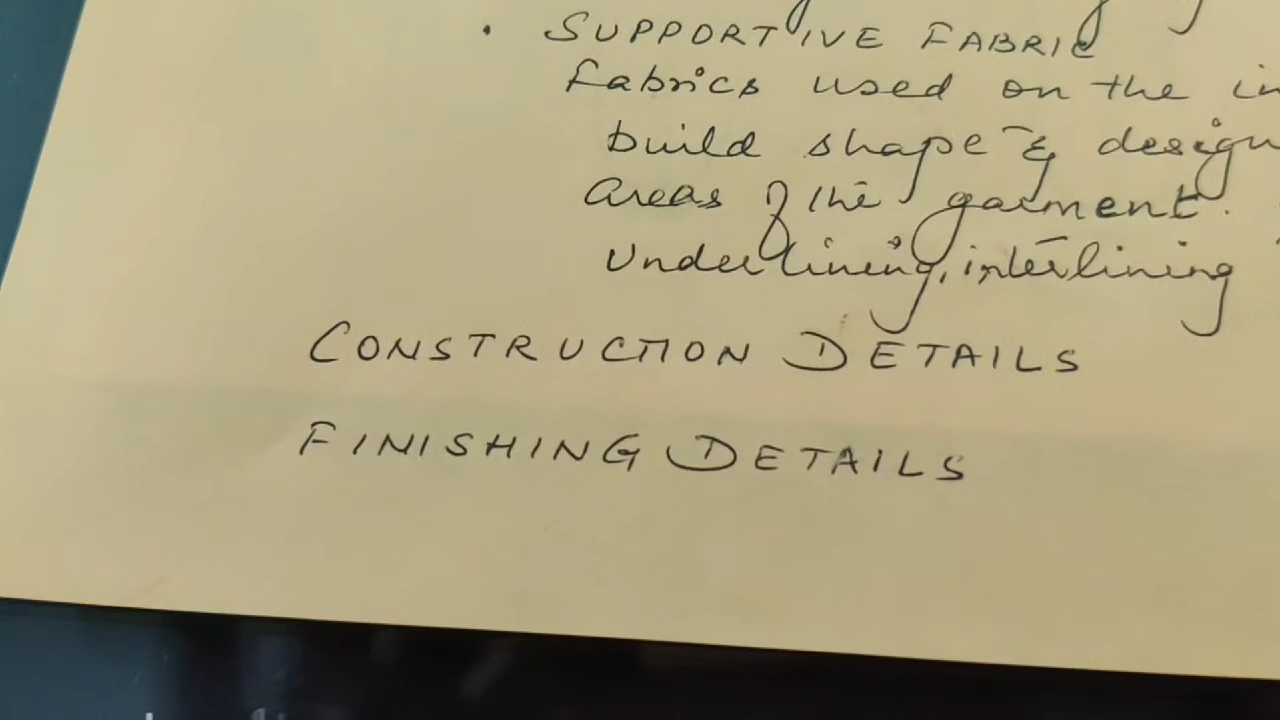 • SUPPORTIVE FABRIC
Fabrics used on the
build shape & design
areas of the garment.
Underlining, interlining
CONSTRUCTION DETAILS
FINISHING DETAILS